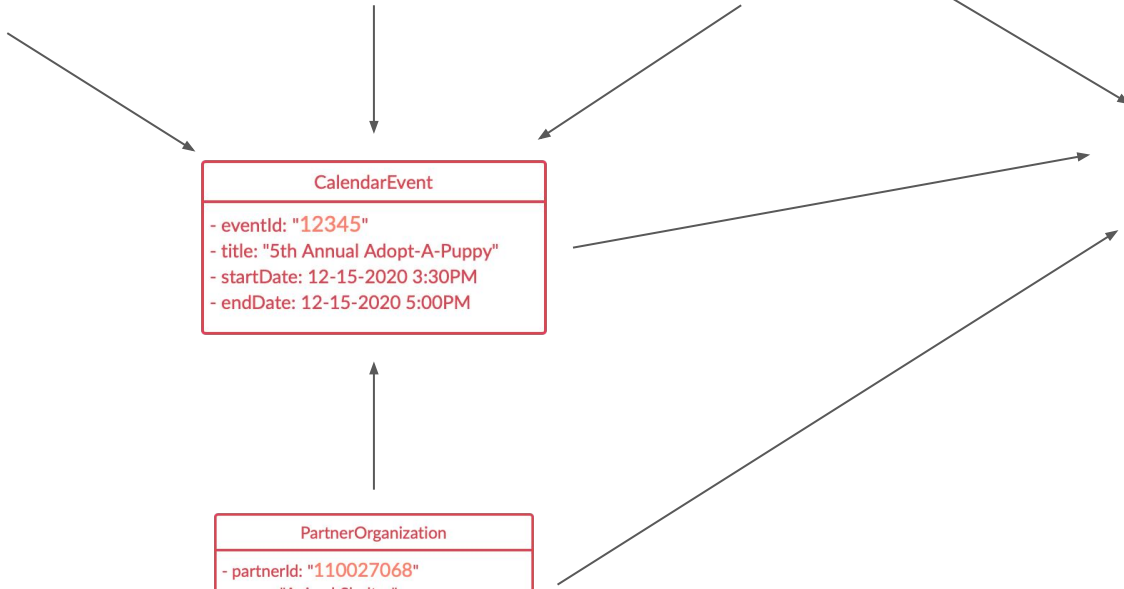 CalendarEvent
- eventId: "12345"
- title: "5th Annual Adopt-A-Puppy"
- startDate: 12-15-2020 3:30PM
- endDate: 12-15-2020 5:00PM
PartnerOrganization
- partnerId: "110027068"